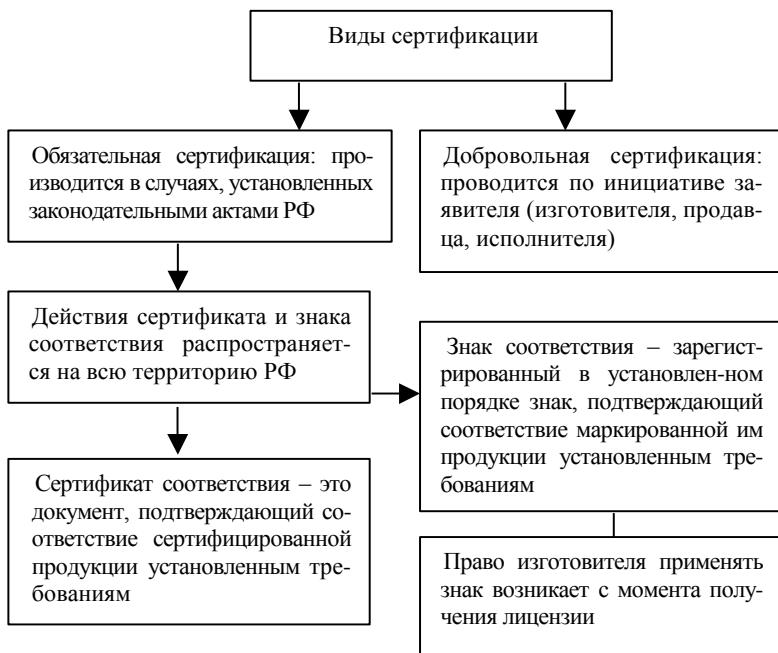 Виды сертификации
Обязательная сертификация: про-
изводится в случаях, установленных
законодательными актами РФ
Добровольная сертификация:
проводится по инициативе за-
явителя (изготовителя, продав-
ца, исполнителя)
Действия сертификата и знака
соответствия распространяет-
ся на всю территорию РФ
Знак соответствия – зарегист-
рированный в установлен-ном
порядке знак, подтверждающий
соответствие маркированной им
продукции установленным тре-
бованиям
Сертификат соответствия – это
документ, подтверждающий со-
ответствие сертифицированной
продукции установленным тре-
бованиям
Право изготовителя применять
знак возникает с момента полу-
чения лицензии